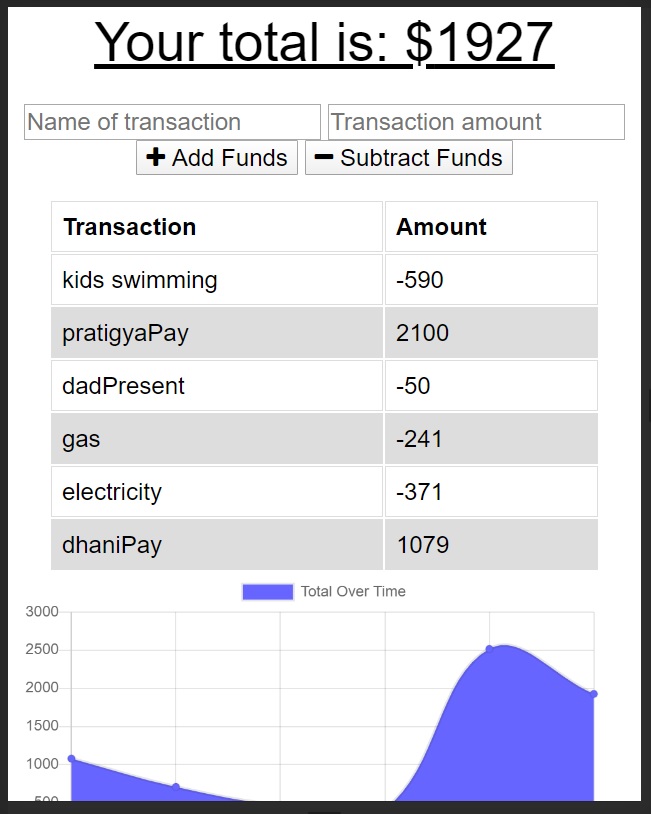 Your total is: $1927
Name of transaction Transaction amount
Add Funds Subtract Funds
Transaction Amount
kids swimming -590
pratigyaPay 2100
dadPresent -50
gas -241
electricity -371
dhaniPay 1079
Total Over Time
3000
2500
2000
1500
1000
500